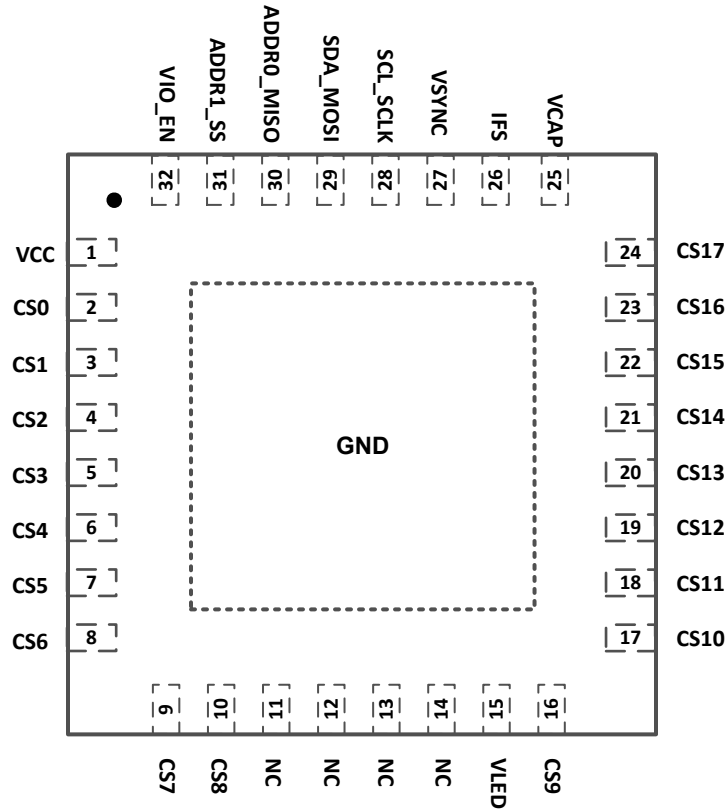 VIO_EN
ADDR1_SS
ADDR0_MISO
SDA_MOSI
SCL_SCLK
VSYNC
IFS
VCAP
32
31
30
29
28
27
26
25
VCC 1 24 CS17
CS0 2 23 CS16
CS1 3 22 CS15
CS2 4 21 CS14
GND
CS3 5 20 CS13
CS4 6 19 CS12
CS5 7 18 CS11
CS6 8 17 CS10
9
10
11
12
13
14
15
16
CS7
CS8
NC
NC
NC
NC
VLED
CS9